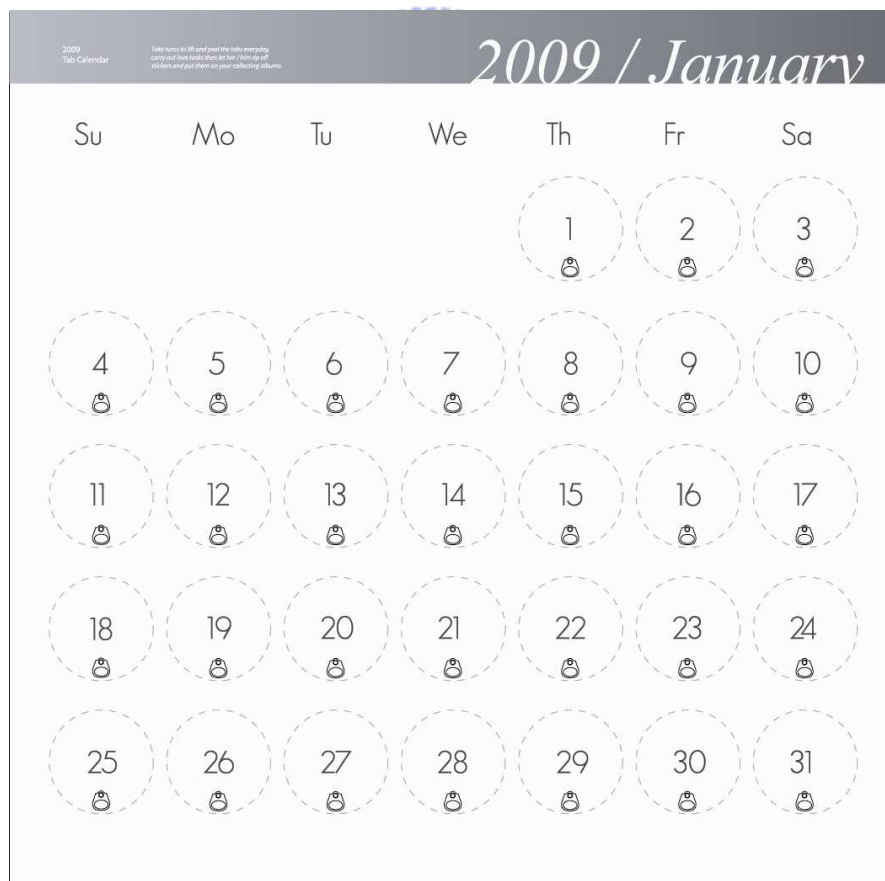 2009
Tab Calendar
Take turns to lift and peel the tabs everyday,
carry out love tasks then let her / him rip off
stickers and put them on your collecting albums.
2009 / January
Su Mo Tu We Th Fr Sa
1 2 3
4 5 6 7 8 9 10
11 12 13 14 15 16 17
18 19 20 21 22 23 24
25 26 27 28 29 30 31